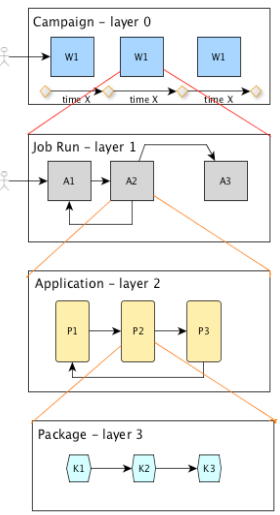 Campaign – layer 0
W1 W1 W1
time X time X time X
Job Run – layer 1
A1 A2 A3
Application – layer 2
P1 P2 P3
Package – layer 3
K1 K2 K3